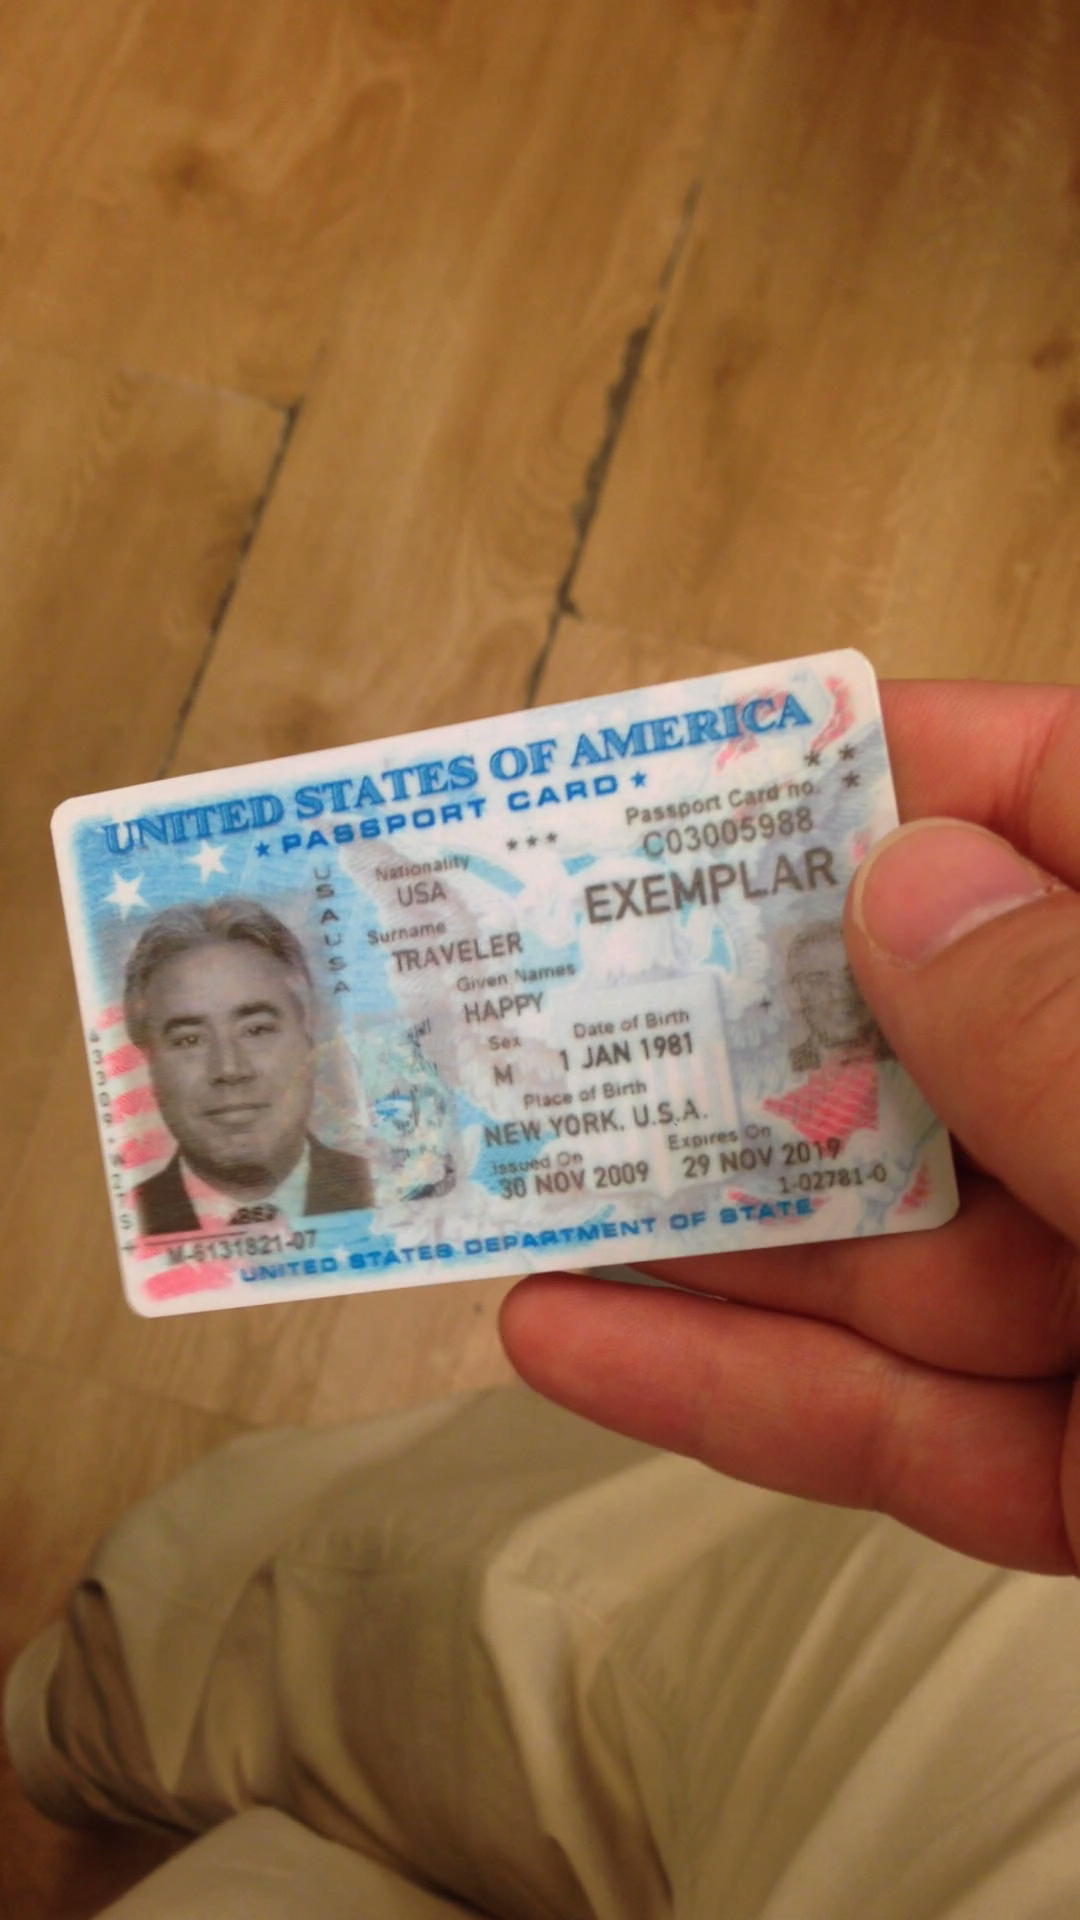 UNITED STATES OF AMERICA
★ PASSPORT CARD ★
Passport Card no.
C03005988
EXEMPLAR
USAUSA
Nationality
USA
Surname
TRAVELER
Given Names
HAPPY
Sex
M
Date of Birth
1 JAN 1981
Place of Birth
NEW YORK, U.S.A.
Issued On
30 NOV 2009
Expires On
29 NOV 2019
1-02781-0
M-6131821-07
UNITED STATES DEPARTMENT OF STATE